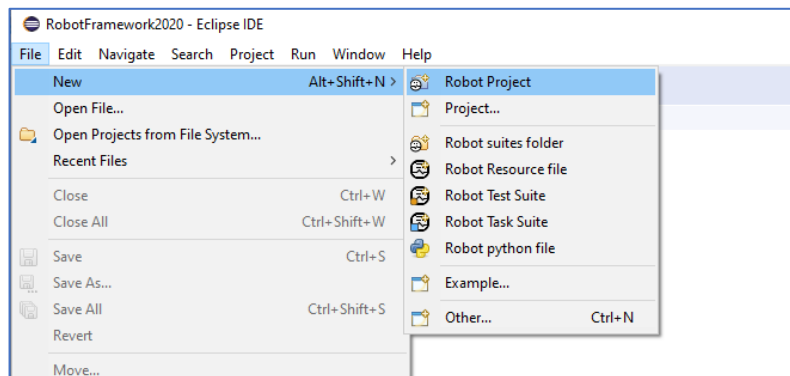 RobotFramework2020 - Eclipse IDE
File Edit Navigate Search Project Run Window Help
New Alt+Shift+N >
Open File...
Open Projects from File System...
Recent Files >
Close Ctrl+W
Close All Ctrl+Shift+W
Save Ctrl+S
Save As...
Save All Ctrl+Shift+S
Revert
Move...
Robot Project
Project...
Robot suites folder
Robot Resource file
Robot Test Suite
Robot Task Suite
Robot python file
Example...
Other... Ctrl+N